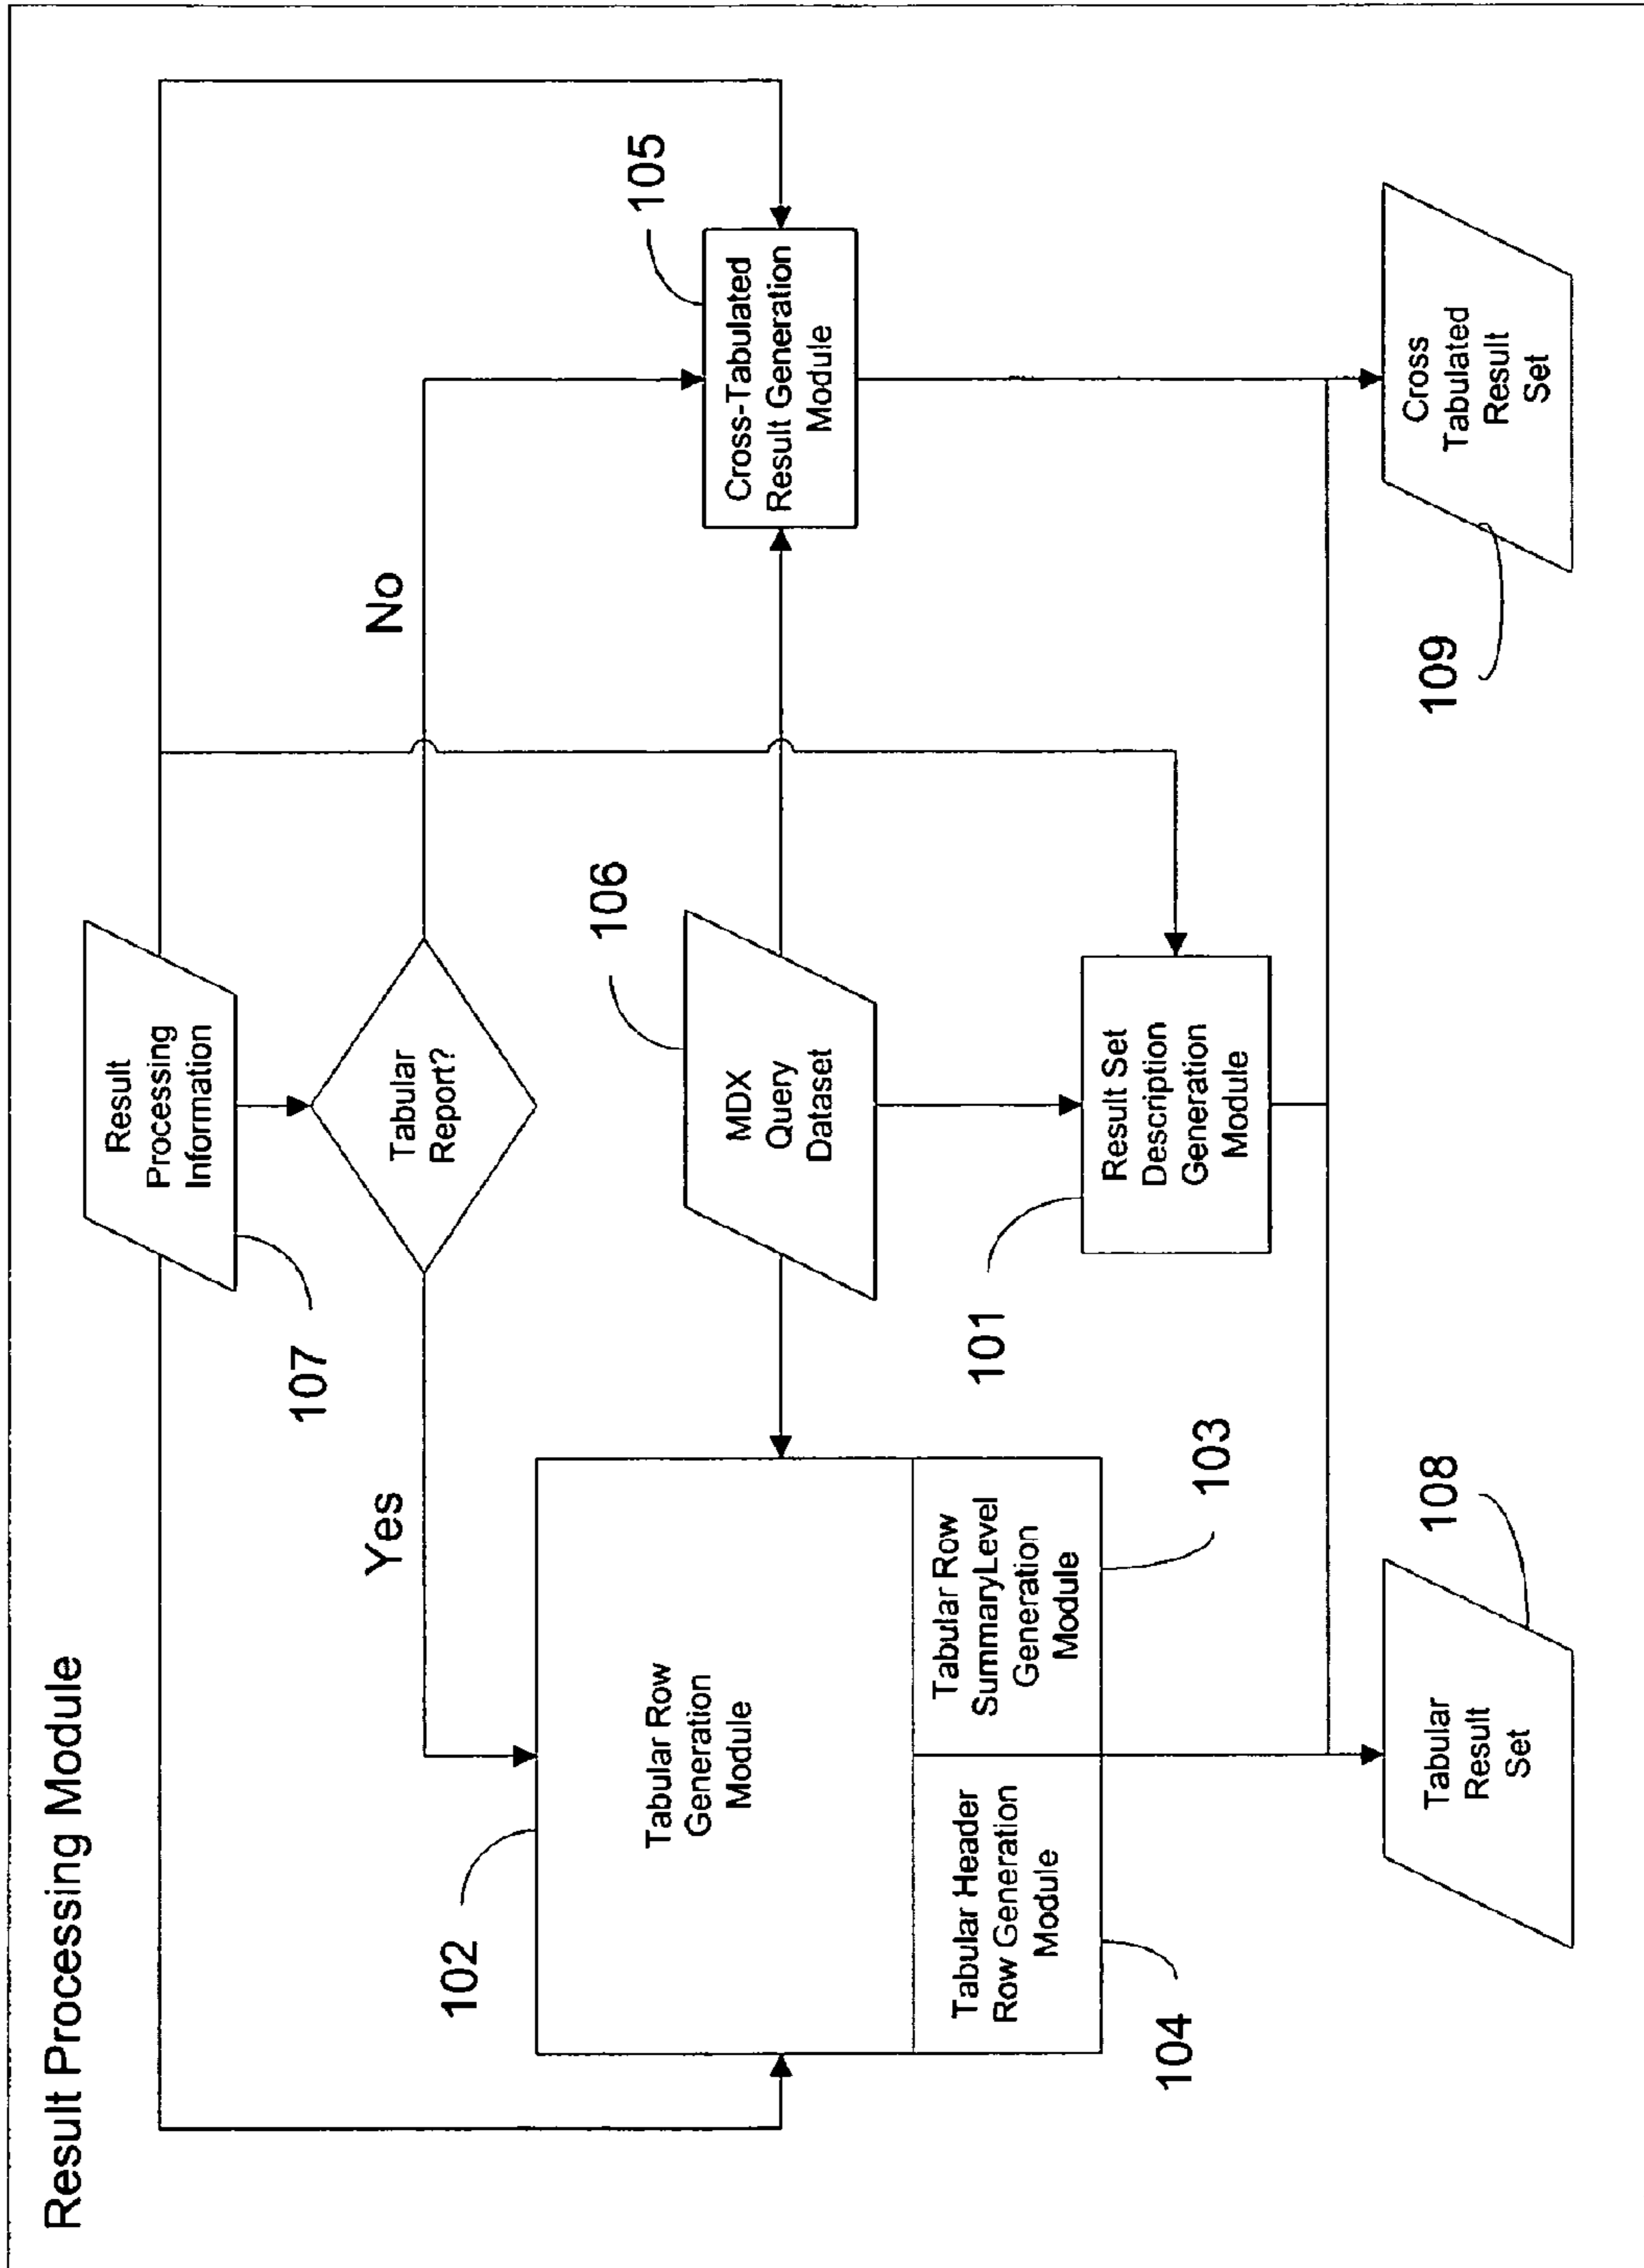 Result Processing Module
Result
Processing
Information
107
Tabular
Report?
Yes
No
102
Tabular Row
Generation
Module
106
MDX
Query
Dataset
105
Cross-Tabulated
Result Generation
Module
Tabular Header
Row Generation
Module
104
Tabular Row
SummaryLevel
Generation
Module
103
101
Result Set
Description
Generation
Module
Tabular
Result
Set
108
109
Cross
Tabulated
Result
Set